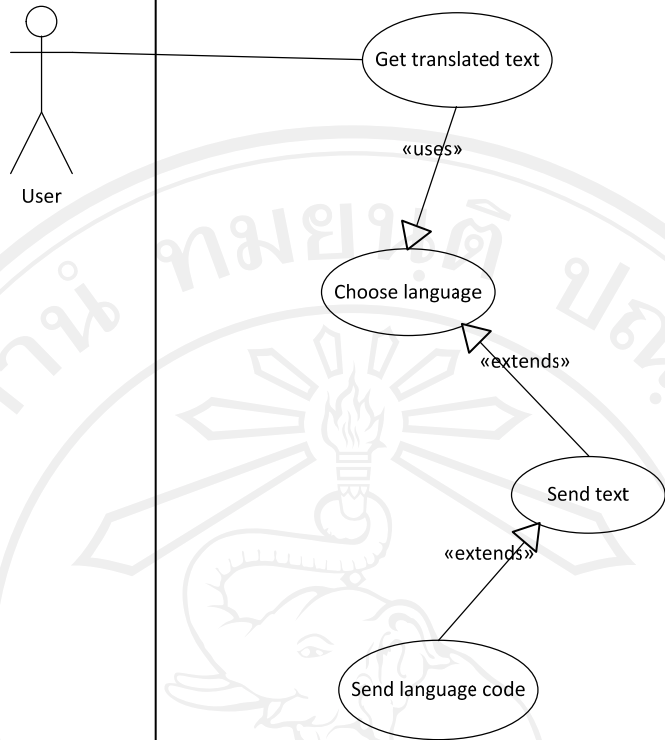 Get translated text
«uses»
User
Choose language
«extends»
Send text
«extends»
Send language code